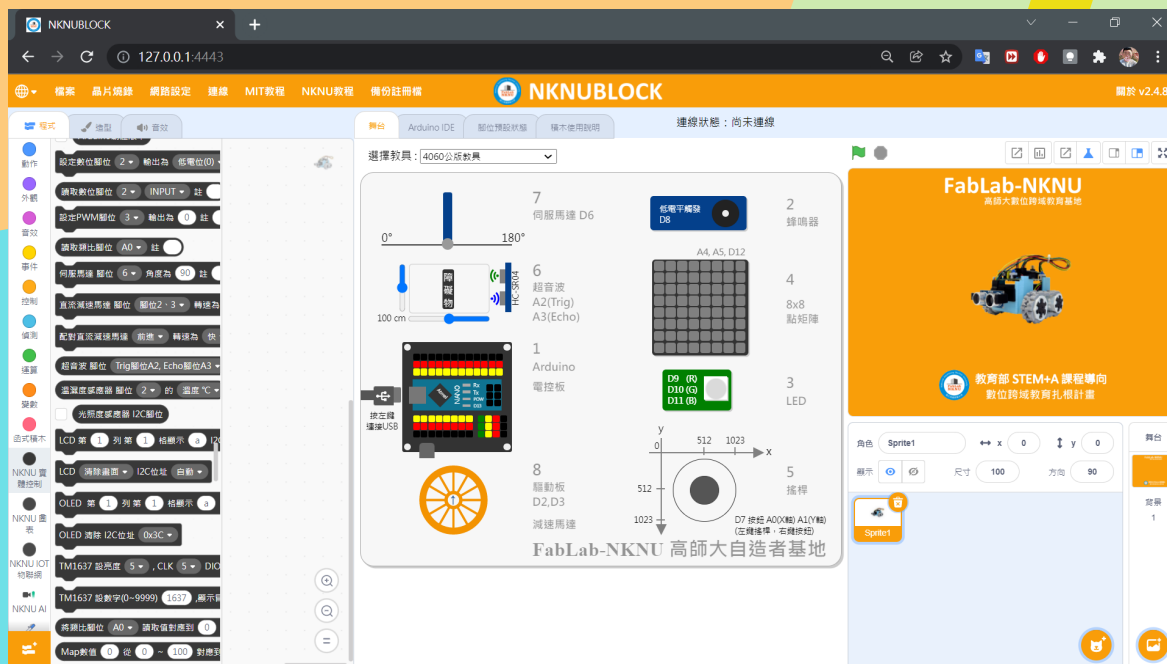 NKNUBLOCK
127.0.0.1:4443
檔案 晶片燒錄 網路設定 連線 MIT教程 NKNU教程 備份註冊檔
NKNUBLOCK
關於 v2.4.8
程式 造型 音效
舞台 Arduino IDE 腳位預設狀態 積木使用說明
連線狀態：尚未連線
動作
外觀
音效
事件
控制
偵測
運算
變數
函式積木
NKNU 實體控制
NKNU 圖表
NKNU IOT 物聯網
NKNU AI
設定數位腳位 2 輸出為 低電位(0)
讀取數位腳位 2 INPUT 註
設定PWM腳位 3 輸出為 0 註
讀取類比腳位 A0 註
伺服馬達 腳位 6 角度為 90 註
直流減速馬達 腳位 腳位2、3 轉速為
配對直流減速馬達 前進 轉速為 快
超音波 腳位 Trig腳位A2, Echo腳位A3
溫濕度感應器 腳位 2 的 溫度 ℃
光照度感應器 I2C腳位
LCD 第 1 列 第 1 格顯示 a I2C
LCD 清除畫面 I2C位址 自動
OLED 第 1 列 第 1 格顯示 a
OLED 清除 I2C位址 0x3C
TM1637 設亮度 5 , CLK 5 DIO
TM1637 設數字(0~9999) 1637 ,顯示
將類比腳位 A0 讀取值對應到 0
Map數值 0 從 0 ~ 100 對應到
選擇教具 : 4060公版教具
7
伺服馬達 D6
0° 180°
6
超音波
A2(Trig)
A3(Echo)
障礙物
HC-SR04
100 cm
1
Arduino
電控板
按左鍵
連接USB
8
驅動板
D2,D3
減速馬達
低電平觸發
D8
2
蜂鳴器
A4, A5, D12
4
8x8
點矩陣
D9 (R)
D10 (G)
D11 (B)
3
LED
y
0 512 1023
x
512
1023
5
搖桿
D7 按鈕 A0(X軸) A1(Y軸)
(左鍵搖桿，右鍵按鈕)
FabLab-NKNU 高師大自造者基地
FabLab-NKNU
高師大數位跨域教育基地
教育部 STEM+A 課程導向
數位跨域教育扎根計畫
角色 Sprite1 x 0 y 0
顯示 尺寸 100 方向 90
Sprite1
舞台
背景
1